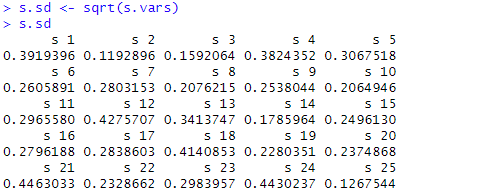 > s.sd <- sqrt(s.vars)
> s.sd
s 1 s 2 s 3 s 4 s 5
0.3919396 0.1192896 0.1592064 0.3824352 0.3067518
s 6 s 7 s 8 s 9 s 10
0.2605891 0.2803153 0.2076215 0.2538044 0.2064946
s 11 s 12 s 13 s 14 s 15
0.2965580 0.4275707 0.3413747 0.1785964 0.2496130
s 16 s 17 s 18 s 19 s 20
0.2796188 0.2838603 0.4140853 0.2280351 0.2374868
s 21 s 22 s 23 s 24 s 25
0.4463033 0.2328662 0.2983957 0.4430237 0.1267544